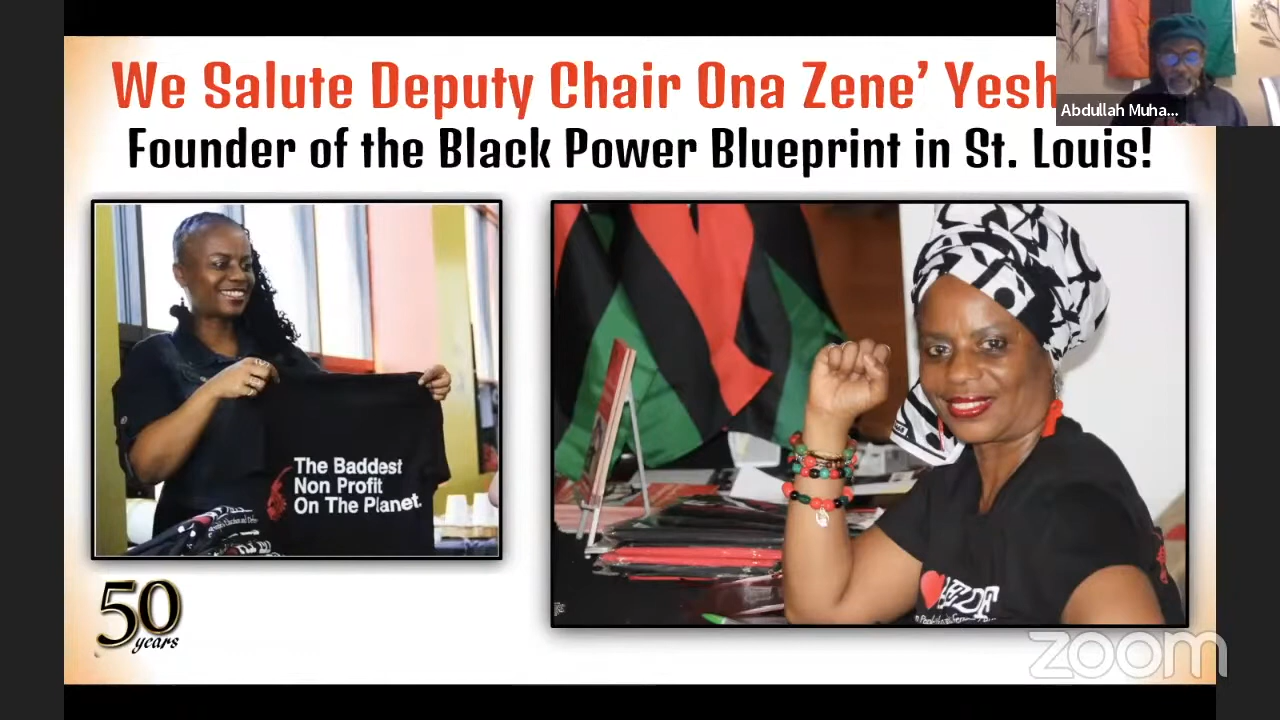 We Salute Deputy Chair Ona Zene’ Yesh
Founder of the Black Power Blueprint in St. Louis!
Abdullah Muha...
The Baddest
Non Profit
On The Planet.
50
years
zoom